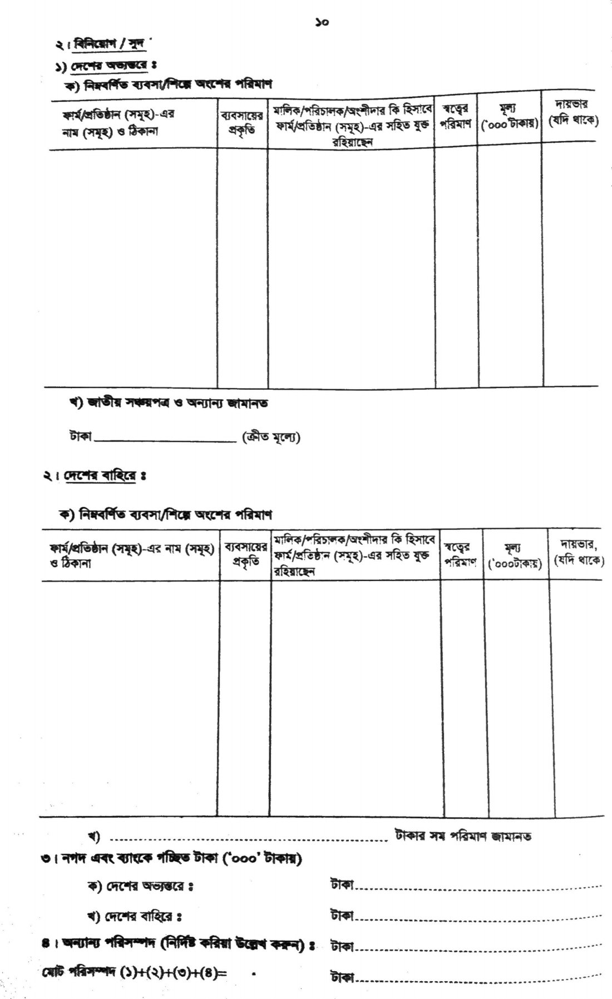 ১০
২। বিনিয়োগ / সুদ
১) দেশের অভ্যন্তরে ঃ
ক) নিম্নবর্ণিত ব্যবসা/শিল্পে অংশের পরিমাণ
ফার্ম/প্রতিষ্ঠান (সমূহ)-এর
নাম (সমূহ) ও ঠিকানা
ব্যবসায়ের
প্রকৃতি
মালিক/পরিচালক/অংশীদার কি হিসাবে
ফার্ম/প্রতিষ্ঠান (সমূহ)-এর সহিত যুক্ত
রহিয়াছেন
স্বত্বের
পরিমাণ
মূল্য
('০০০ টাকায়)
দায়ভার
(যদি থাকে)
খ) জাতীয় সঞ্চয়পত্র ও অন্যান্য জামানত
টাকা__________________ (ক্রীত মূল্যে)
২। দেশের বাহিরে ঃ
ক) নিম্নবর্ণিত ব্যবসা/শিল্পে অংশের পরিমাণ
ফার্ম/প্রতিষ্ঠান (সমূহ)-এর নাম (সমূহ)
ও ঠিকানা
ব্যবসায়ের
প্রকৃতি
মালিক/পরিচালক/অংশীদার কি হিসাবে
ফার্ম/প্রতিষ্ঠান (সমূহ)-এর সহিত যুক্ত
রহিয়াছেন
স্বত্বের
পরিমাণ
মূল্য
('০০০টাকায়)
দায়ভার,
(যদি থাকে)
খ) ........................................................ টাকার সম পরিমাণ জামানত
৩। নগদ এবং ব্যাংকে গচ্ছিত টাকা ('০০০' টাকায়)
ক) দেশের অভ্যন্তরে ঃ টাকা..................................................
খ) দেশের বাহিরে ঃ টাকা..................................................
৪। অন্যান্য পরিসম্পদ (নির্দিষ্ট করিয়া উল্লেখ করুন) ঃ টাকা..................................................
মোট পরিসম্পদ (১)+(২)+(৩)+(৪)= টাকা..................................................